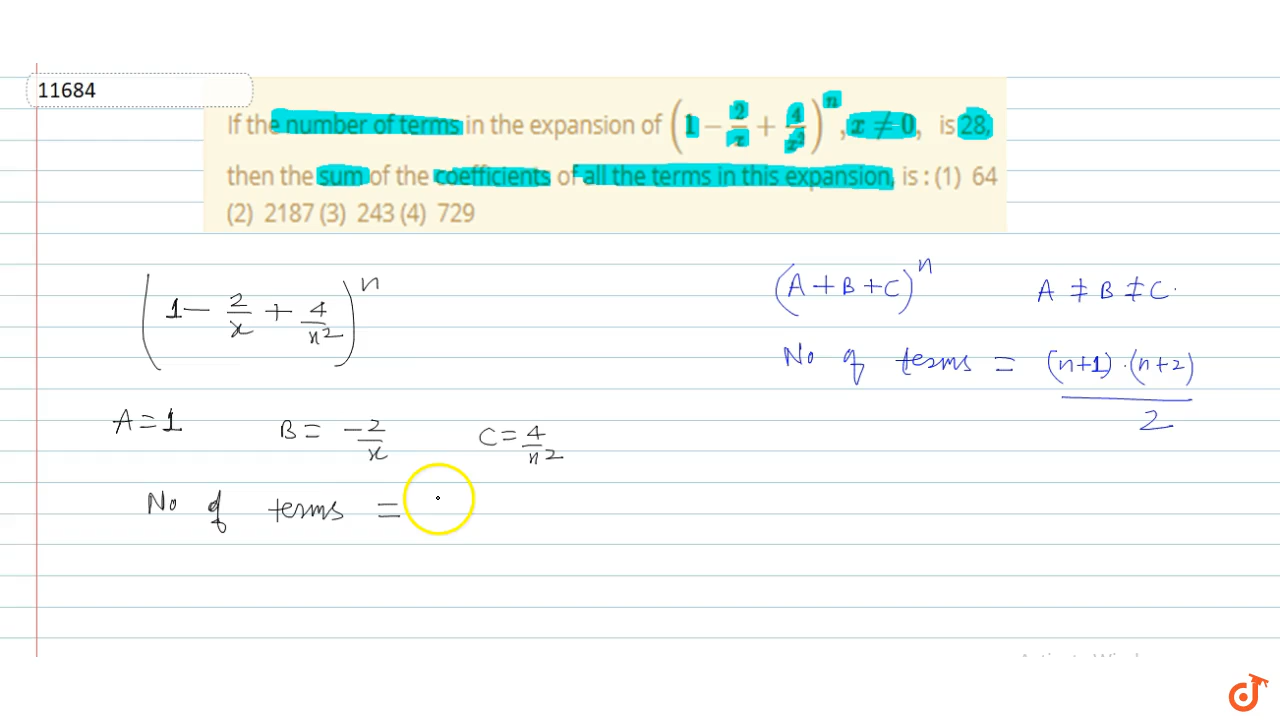 11684
If the number of terms in the expansion of (1 − 2/x + 4/x²)ⁿ, x ≠ 0, is 28,
then the sum of the coefficients of all the terms in this expansion, is : (1) 64
(2) 2187 (3) 243 (4) 729
(1 − 2/x + 4/n²)ⁿ
(A + B + C)ⁿ A ≠ B ≠ C.
No of terms = (n+1)·(n+2)/2
A = 1 B = −2/x C = 4/n²
No of terms =